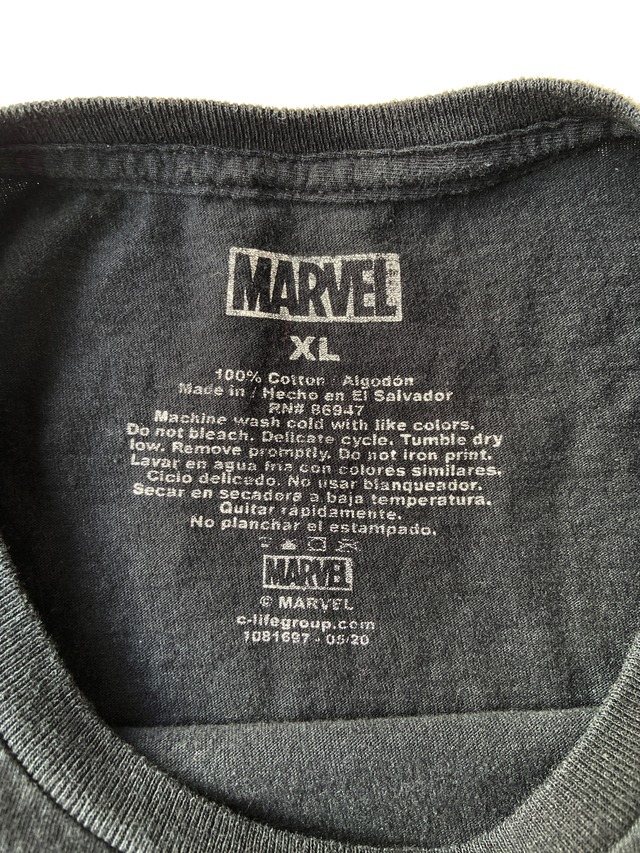 MARVEL
XL
100% Cotton / Algodón
Made in / Hecho en El Salvador
RN# 86947
Machine wash cold with like colors.
Do not bleach. Delicate cycle. Tumble dry
low. Remove promptly. Do not iron print.
Lavar en agua fria con colores similares.
Ciclo delicado. No usar blanqueador.
Secar en secadora a baja temperatura.
Quitar rápidamente.
No planchar el estampado.
MARVEL
© MARVEL
c-lifegroup.com
1081697 - 05/20